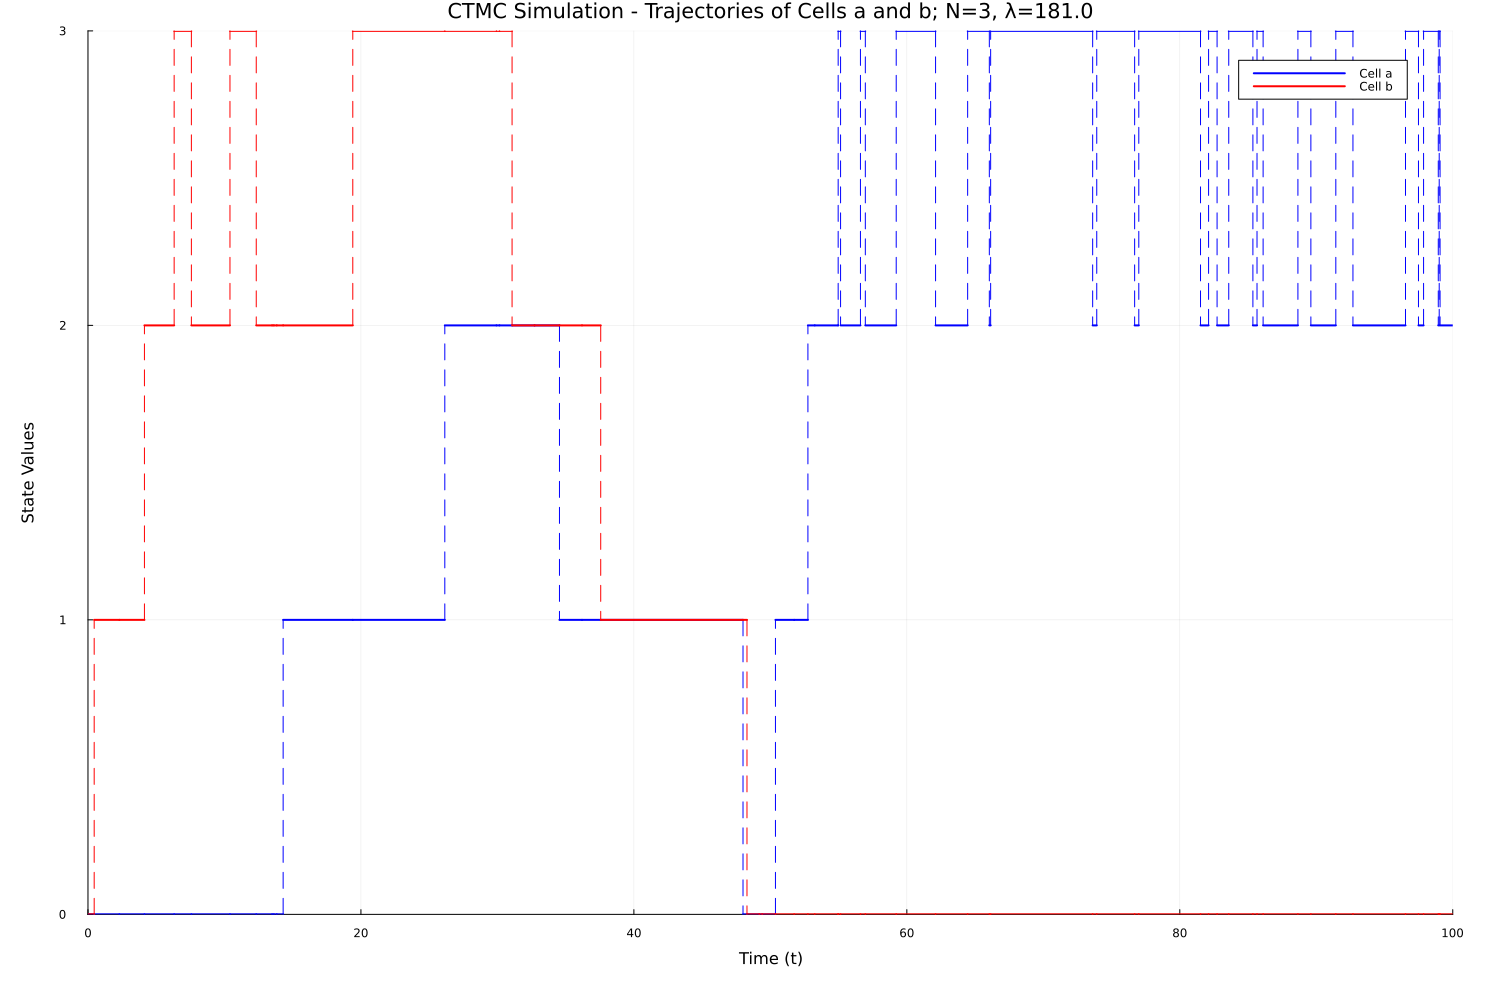 CTMC Simulation - Trajectories of Cells a and b; N=3, λ=181.0
3
Cell a
Cell b
2
State Values
1
0
0 20 40 60 80 100
Time (t)